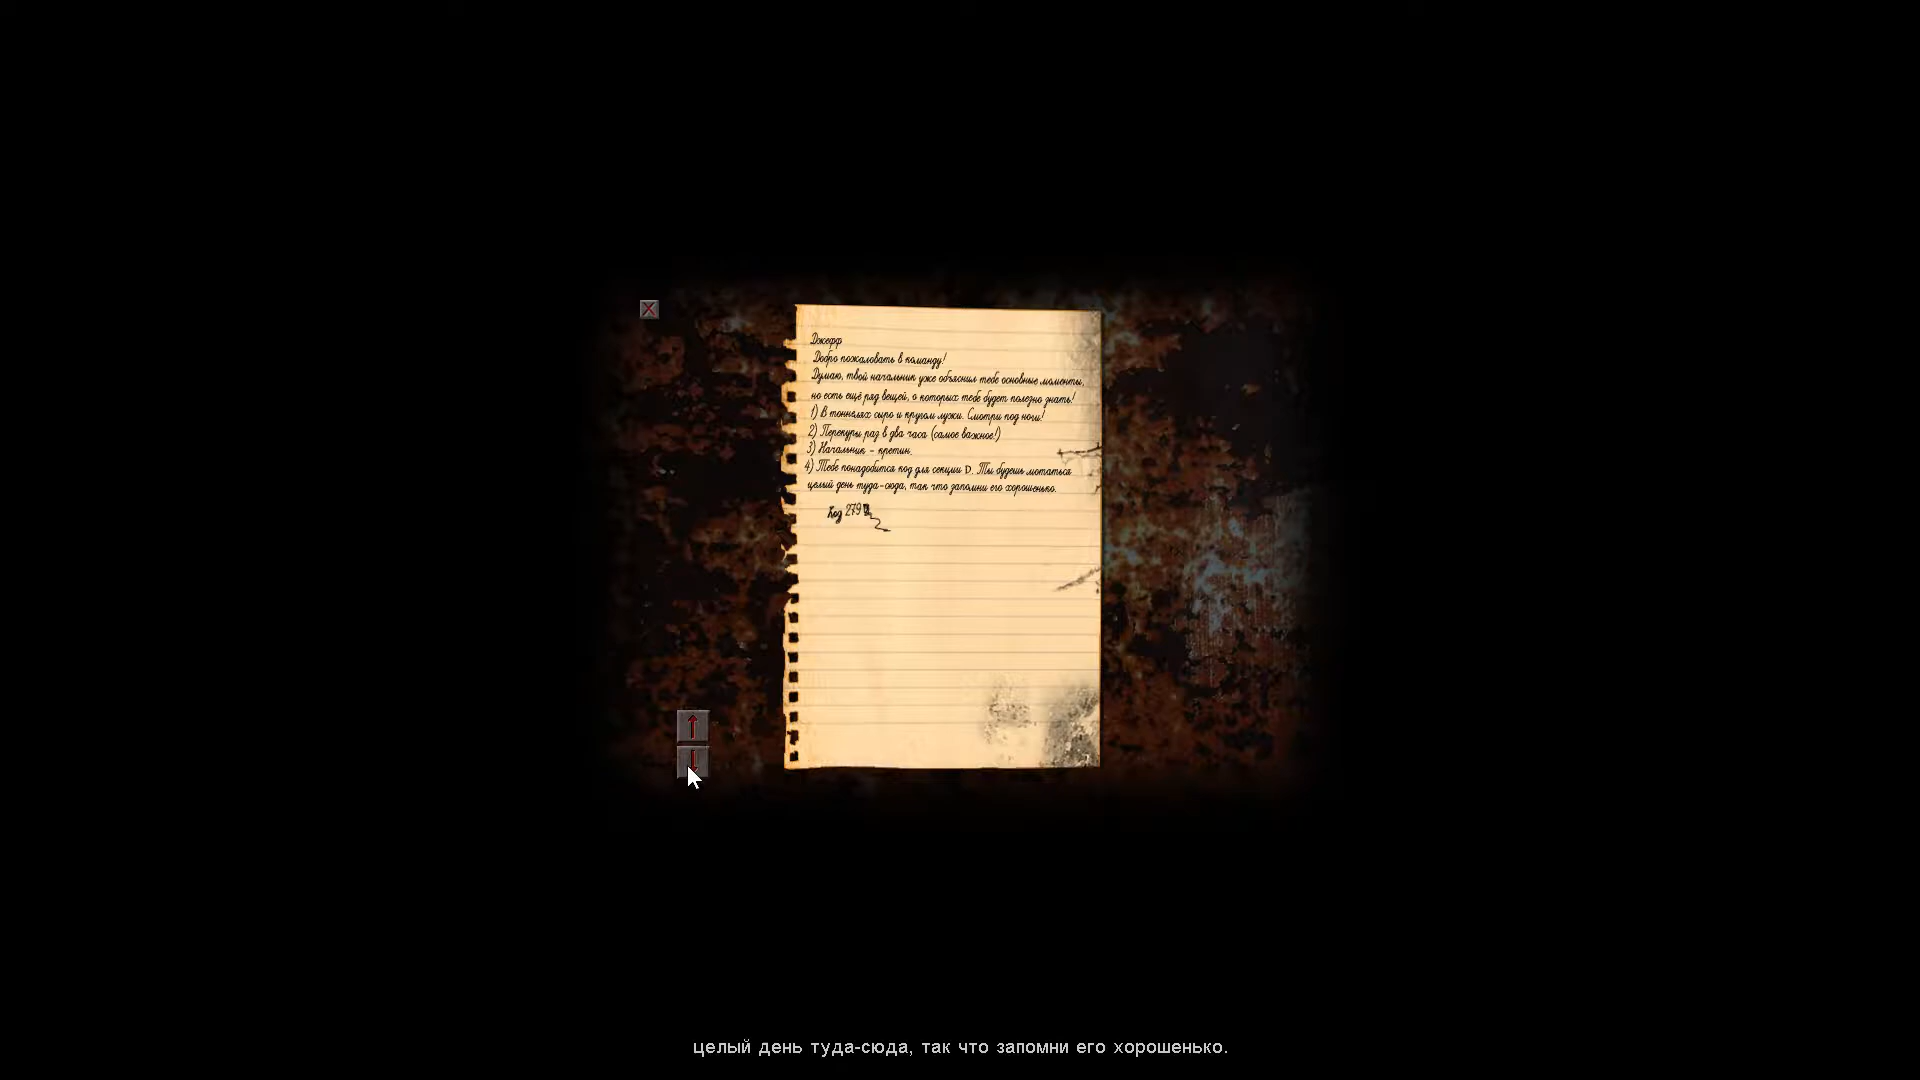 Джефф
Добро пожаловать в команду!
Думаю, твой начальник уже объяснил тебе основные моменты,
но есть ещё ряд вещей, о которых тебе будет полезно знать!
1) В тоннелях сыро и кругом лужи. Смотри под ноги!
2) Перекуры раз в два часа (самое важное!)
3) Начальник - кретин.
4) Тебе понадобится код для секции D. Ты будешь мотаться
целый день туда-сюда, так что запомни его хорошенько.
Код 279
целый день туда-сюда, так что запомни его хорошенько.